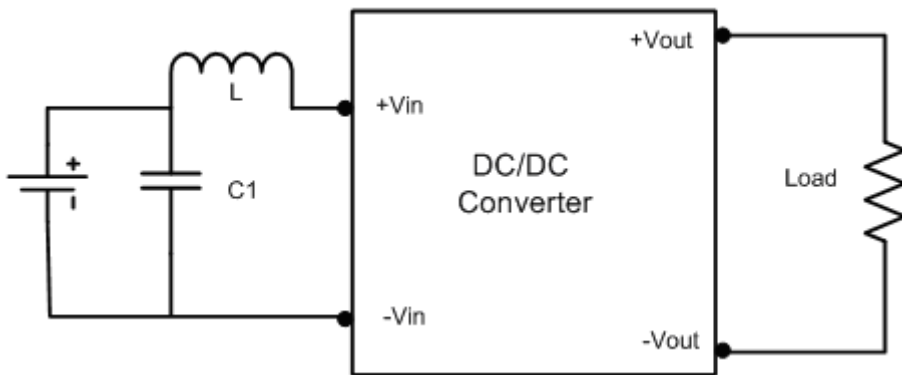 +Vout
L
+Vin
C1
DC/DC
Converter
Load
-Vin
-Vout
+
-